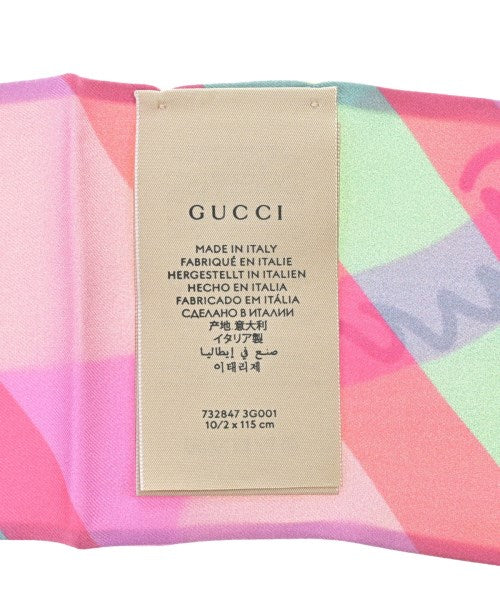 GUCCI
MADE IN ITALY
FABRIQUÉ EN ITALIE
HERGESTELLT IN ITALIEN
HECHO EN ITALIA
FABRICADO EM ITÁLIA
СДЕЛАНО В ИТАЛИИ
产地 意大利
イタリア製
صنع في إيطاليا
이태리제
732847 3G001
10/2 x 115 cm